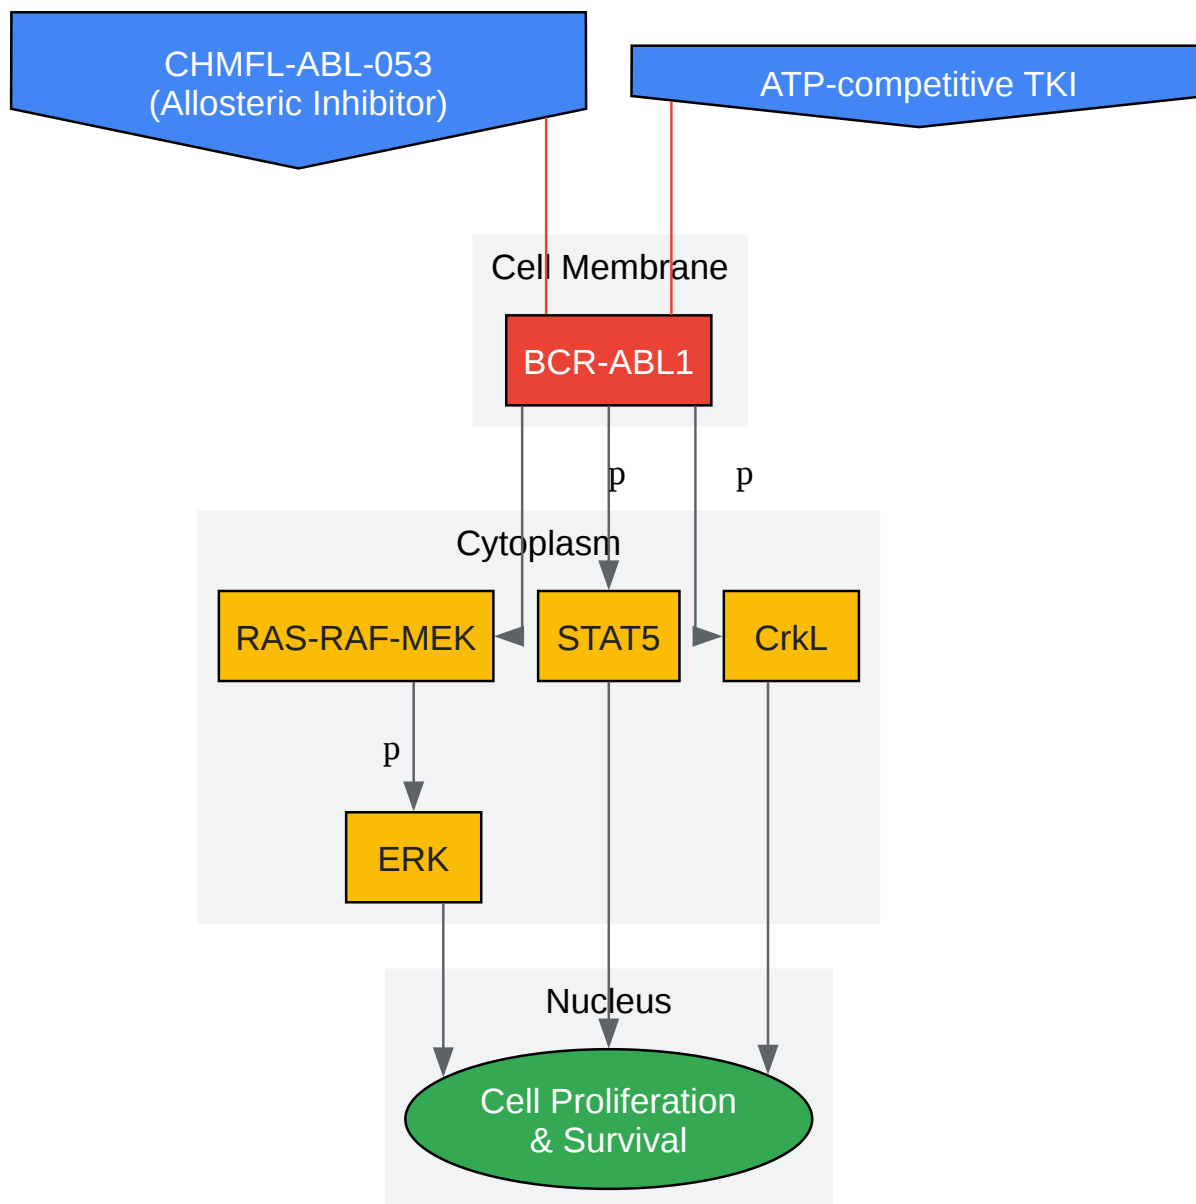 CHMFL-ABL-053
(Allosteric Inhibitor)
ATP-competitive TKI
Cell Membrane
BCR-ABL1
p
p
Cytoplasm
RAS-RAF-MEK
STAT5
CrkL
p
ERK
Nucleus
Cell Proliferation
& Survival